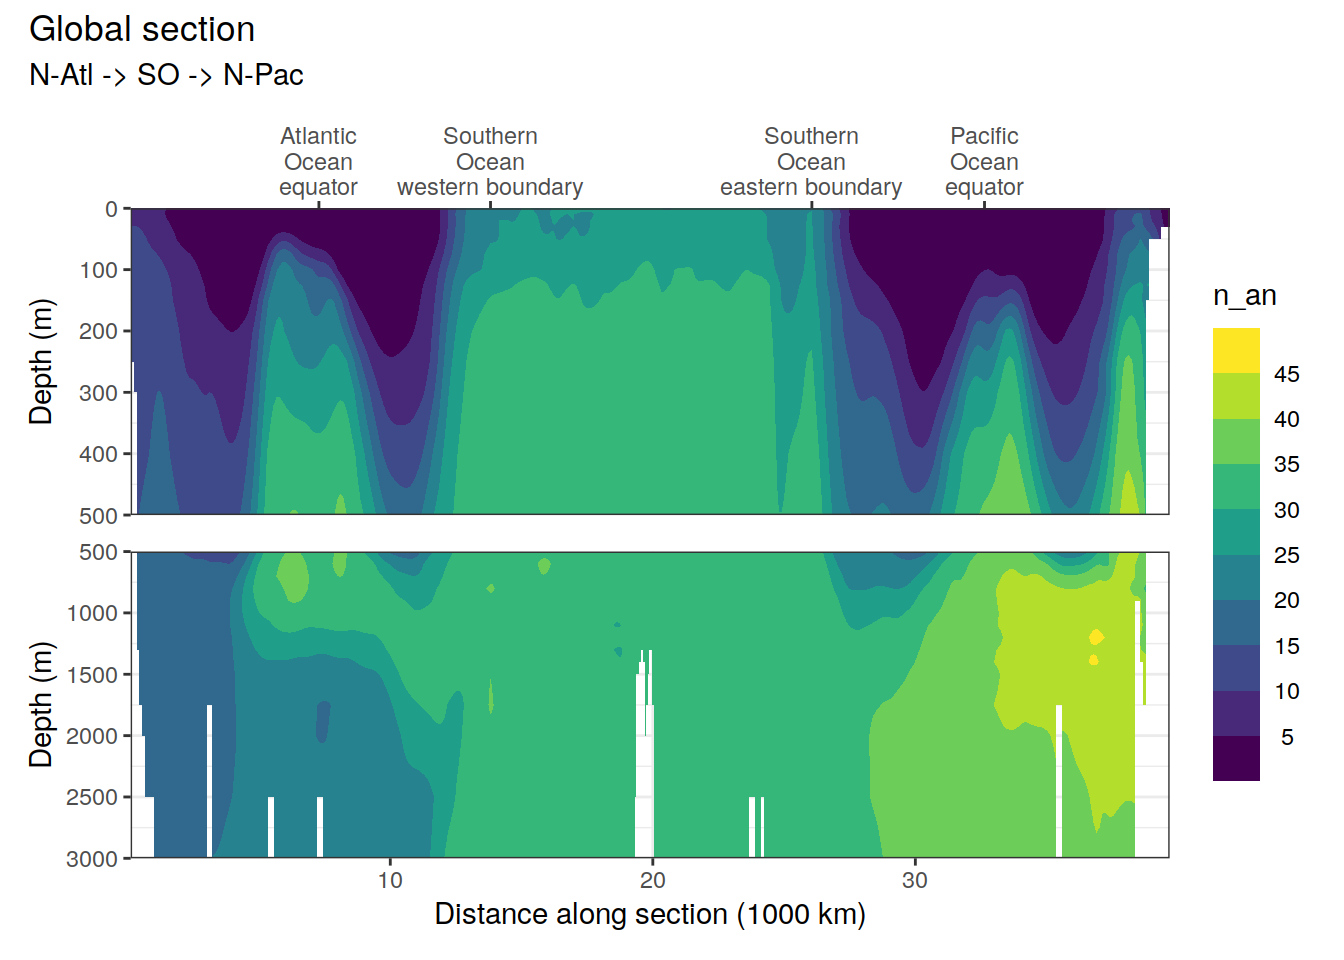 Global section
N-Atl -> SO -> N-Pac
Atlantic
Ocean
equator
Southern
Ocean
western boundary
Southern
Ocean
eastern boundary
Pacific
Ocean
equator
0
100
200
300
400
500
Depth (m)
500
1000
1500
2000
2500
3000
Depth (m)
10
20
30
Distance along section (1000 km)
n_an
45
40
35
30
25
20
15
10
5